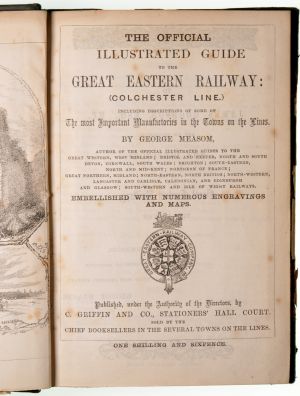 THE OFFICIAL
ILLUSTRATED GUIDE
TO THE
GREAT EASTERN RAILWAY:
(COLCHESTER LINE.)
INCLUDING DESCRIPTIONS OF SOME OF
The most Important Manufactories in the Towns on the Lines.
BY GEORGE MEASOM,
AUTHOR OF THE OFFICIAL ILLUSTRATED GUIDES TO THE
GREAT WESTERN, WEST MIDLAND; BRISTOL AND EXETER, NORTH AND SOUTH
DEVON, CORNWALL, SOUTH WALES; BRIGHTON; SOUTH-EASTERN,
NORTH AND MID-KENT; NORTHERN OF FRANCE;
GREAT NORTHERN, MIDLAND; NORTH-EASTERN; NORTH BRITISH; NORTH-WESTERN,
LANCASTER AND CARLISLE, CALEDONIAN, AND EDINBURGH
AND GLASGOW; SOUTH-WESTERN AND ISLE OF WIGHT RAILWAYS.
EMBELLISHED WITH NUMEROUS ENGRAVINGS
AND MAPS.
Published, under the Authority of the Directors, by
C. GRIFFIN AND CO., STATIONERS' HALL COURT.
SOLD BY THE
CHIEF BOOKSELLERS IN THE SEVERAL TOWNS ON THE LINES.
ONE SHILLING AND SIXPENCE.